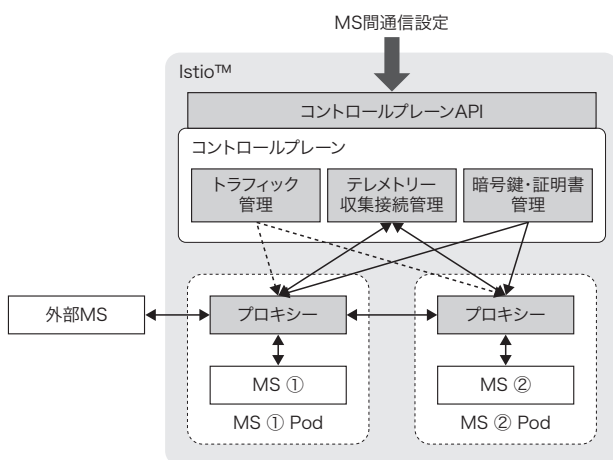 MS間通信設定
Istio™
コントロールプレーンAPI
コントロールプレーン
トラフィック
管理
テレメトリー
収集接続管理
暗号鍵・証明書
管理
外部MS
プロキシー
プロキシー
MS ①
MS ②
MS ① Pod
MS ② Pod